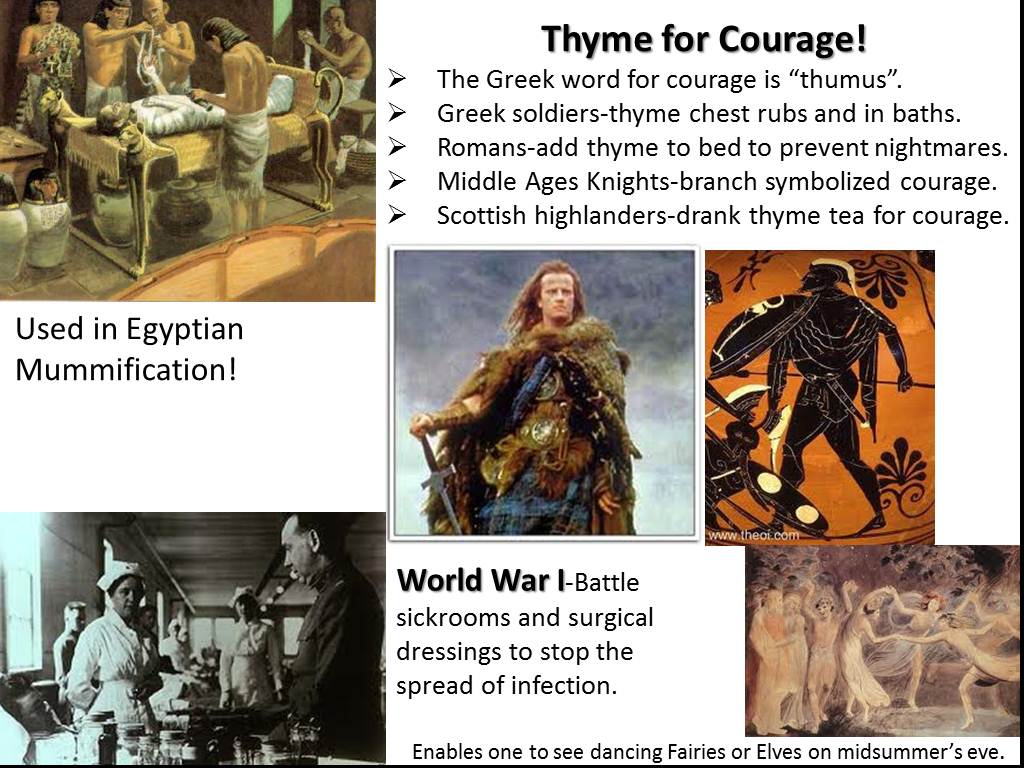 Thyme for Courage!
➢ The Greek word for courage is “thumus”.
➢ Greek soldiers-thyme chest rubs and in baths.
➢ Romans-add thyme to bed to prevent nightmares.
➢ Middle Ages Knights-branch symbolized courage.
➢ Scottish highlanders-drank thyme tea for courage.
Used in Egyptian
Mummification!
www.theoi.com
World War I-Battle
sickrooms and surgical
dressings to stop the
spread of infection.
Enables one to see dancing Fairies or Elves on midsummer’s eve.